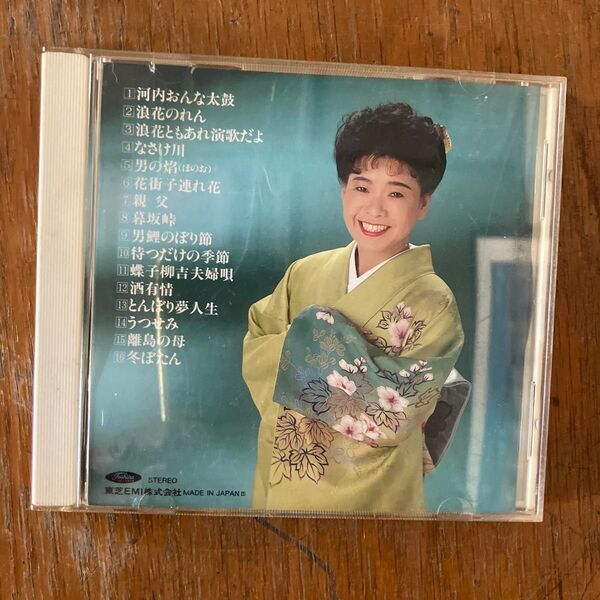 1 河内おんな太鼓
2 浪花のれん
3 浪花ともあれ演歌だよ
4 なさけ川
5 男の焰(ほのお)
6 花街子連れ花
7 親父
8 暮坂峠
9 男鯉のぼり節
10 待つだけの季節
11 蝶子柳吉夫婦唄
12 酒有情
13 とんぼり夢人生
14 うつせみ
15 離島の母
16 冬ぼたん
Toshiba STEREO
東芝EMI株式会社 MADE IN JAPAN